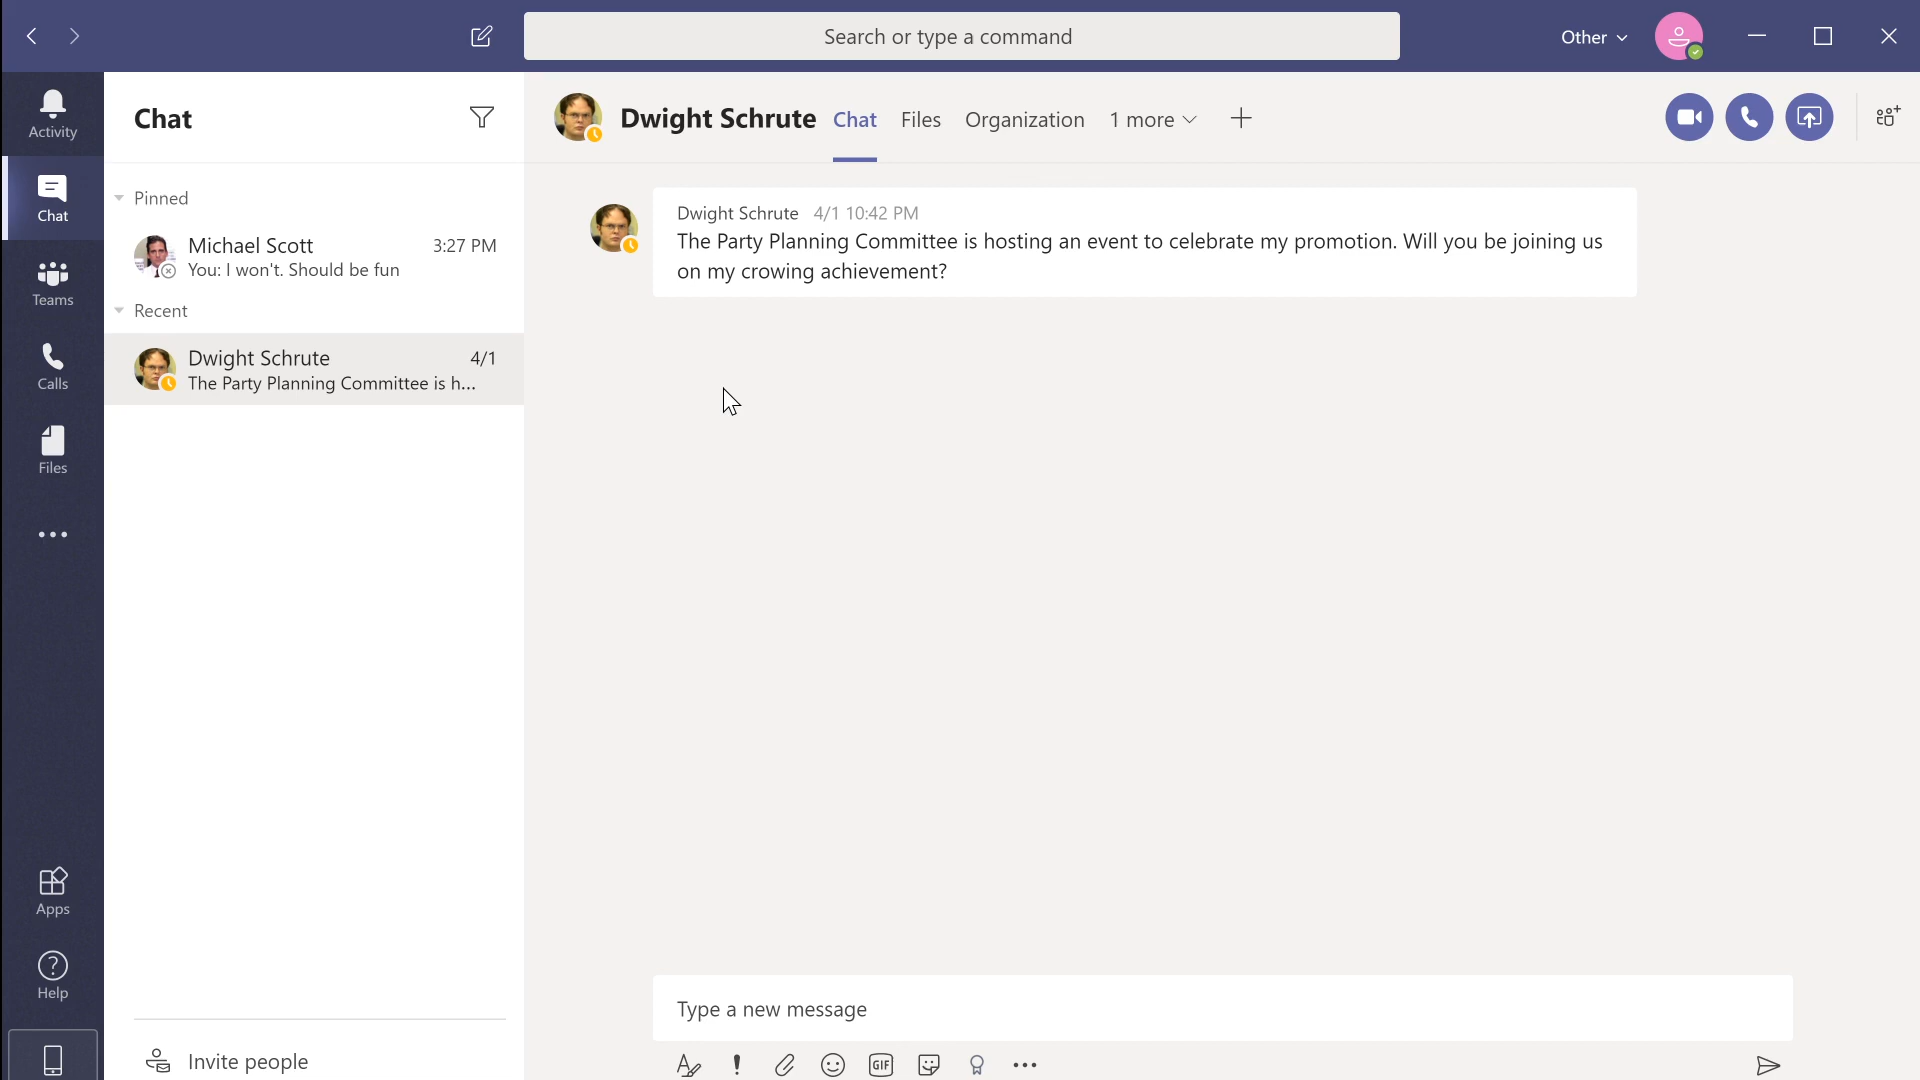 Search or type a command
Other
Activity
Chat
Teams
Calls
Files
Apps
Help
Chat
Pinned
Michael Scott 3:27 PM
You: I won't. Should be fun
Recent
Dwight Schrute 4/1
The Party Planning Committee is h...
Invite people
Dwight Schrute Chat Files Organization 1 more
Dwight Schrute 4/1 10:42 PM
The Party Planning Committee is hosting an event to celebrate my promotion. Will you be joining us
on my crowing achievement?
Type a new message
GIF